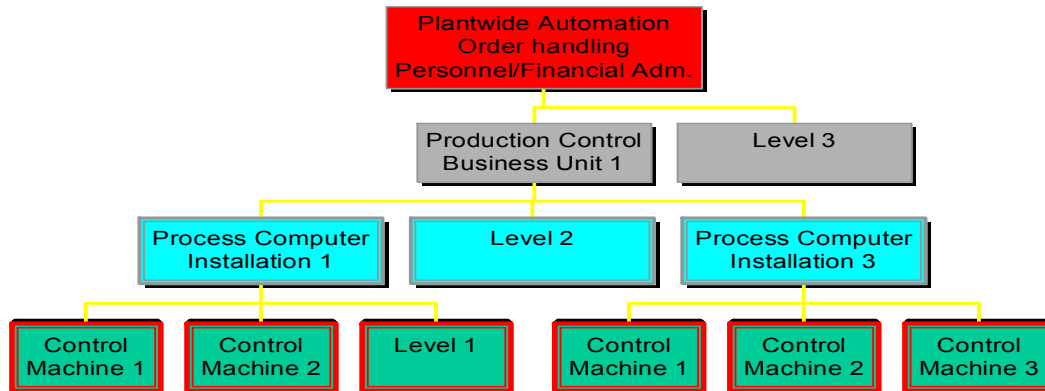 Plantwide Automation
Order handling
Personnel/Financial Adm.
Production Control
Business Unit 1
Level 3
Process Computer
Installation 1
Level 2
Process Computer
Installation 3
Control
Machine 1
Control
Machine 2
Level 1
Control
Machine 1
Control
Machine 2
Control
Machine 3